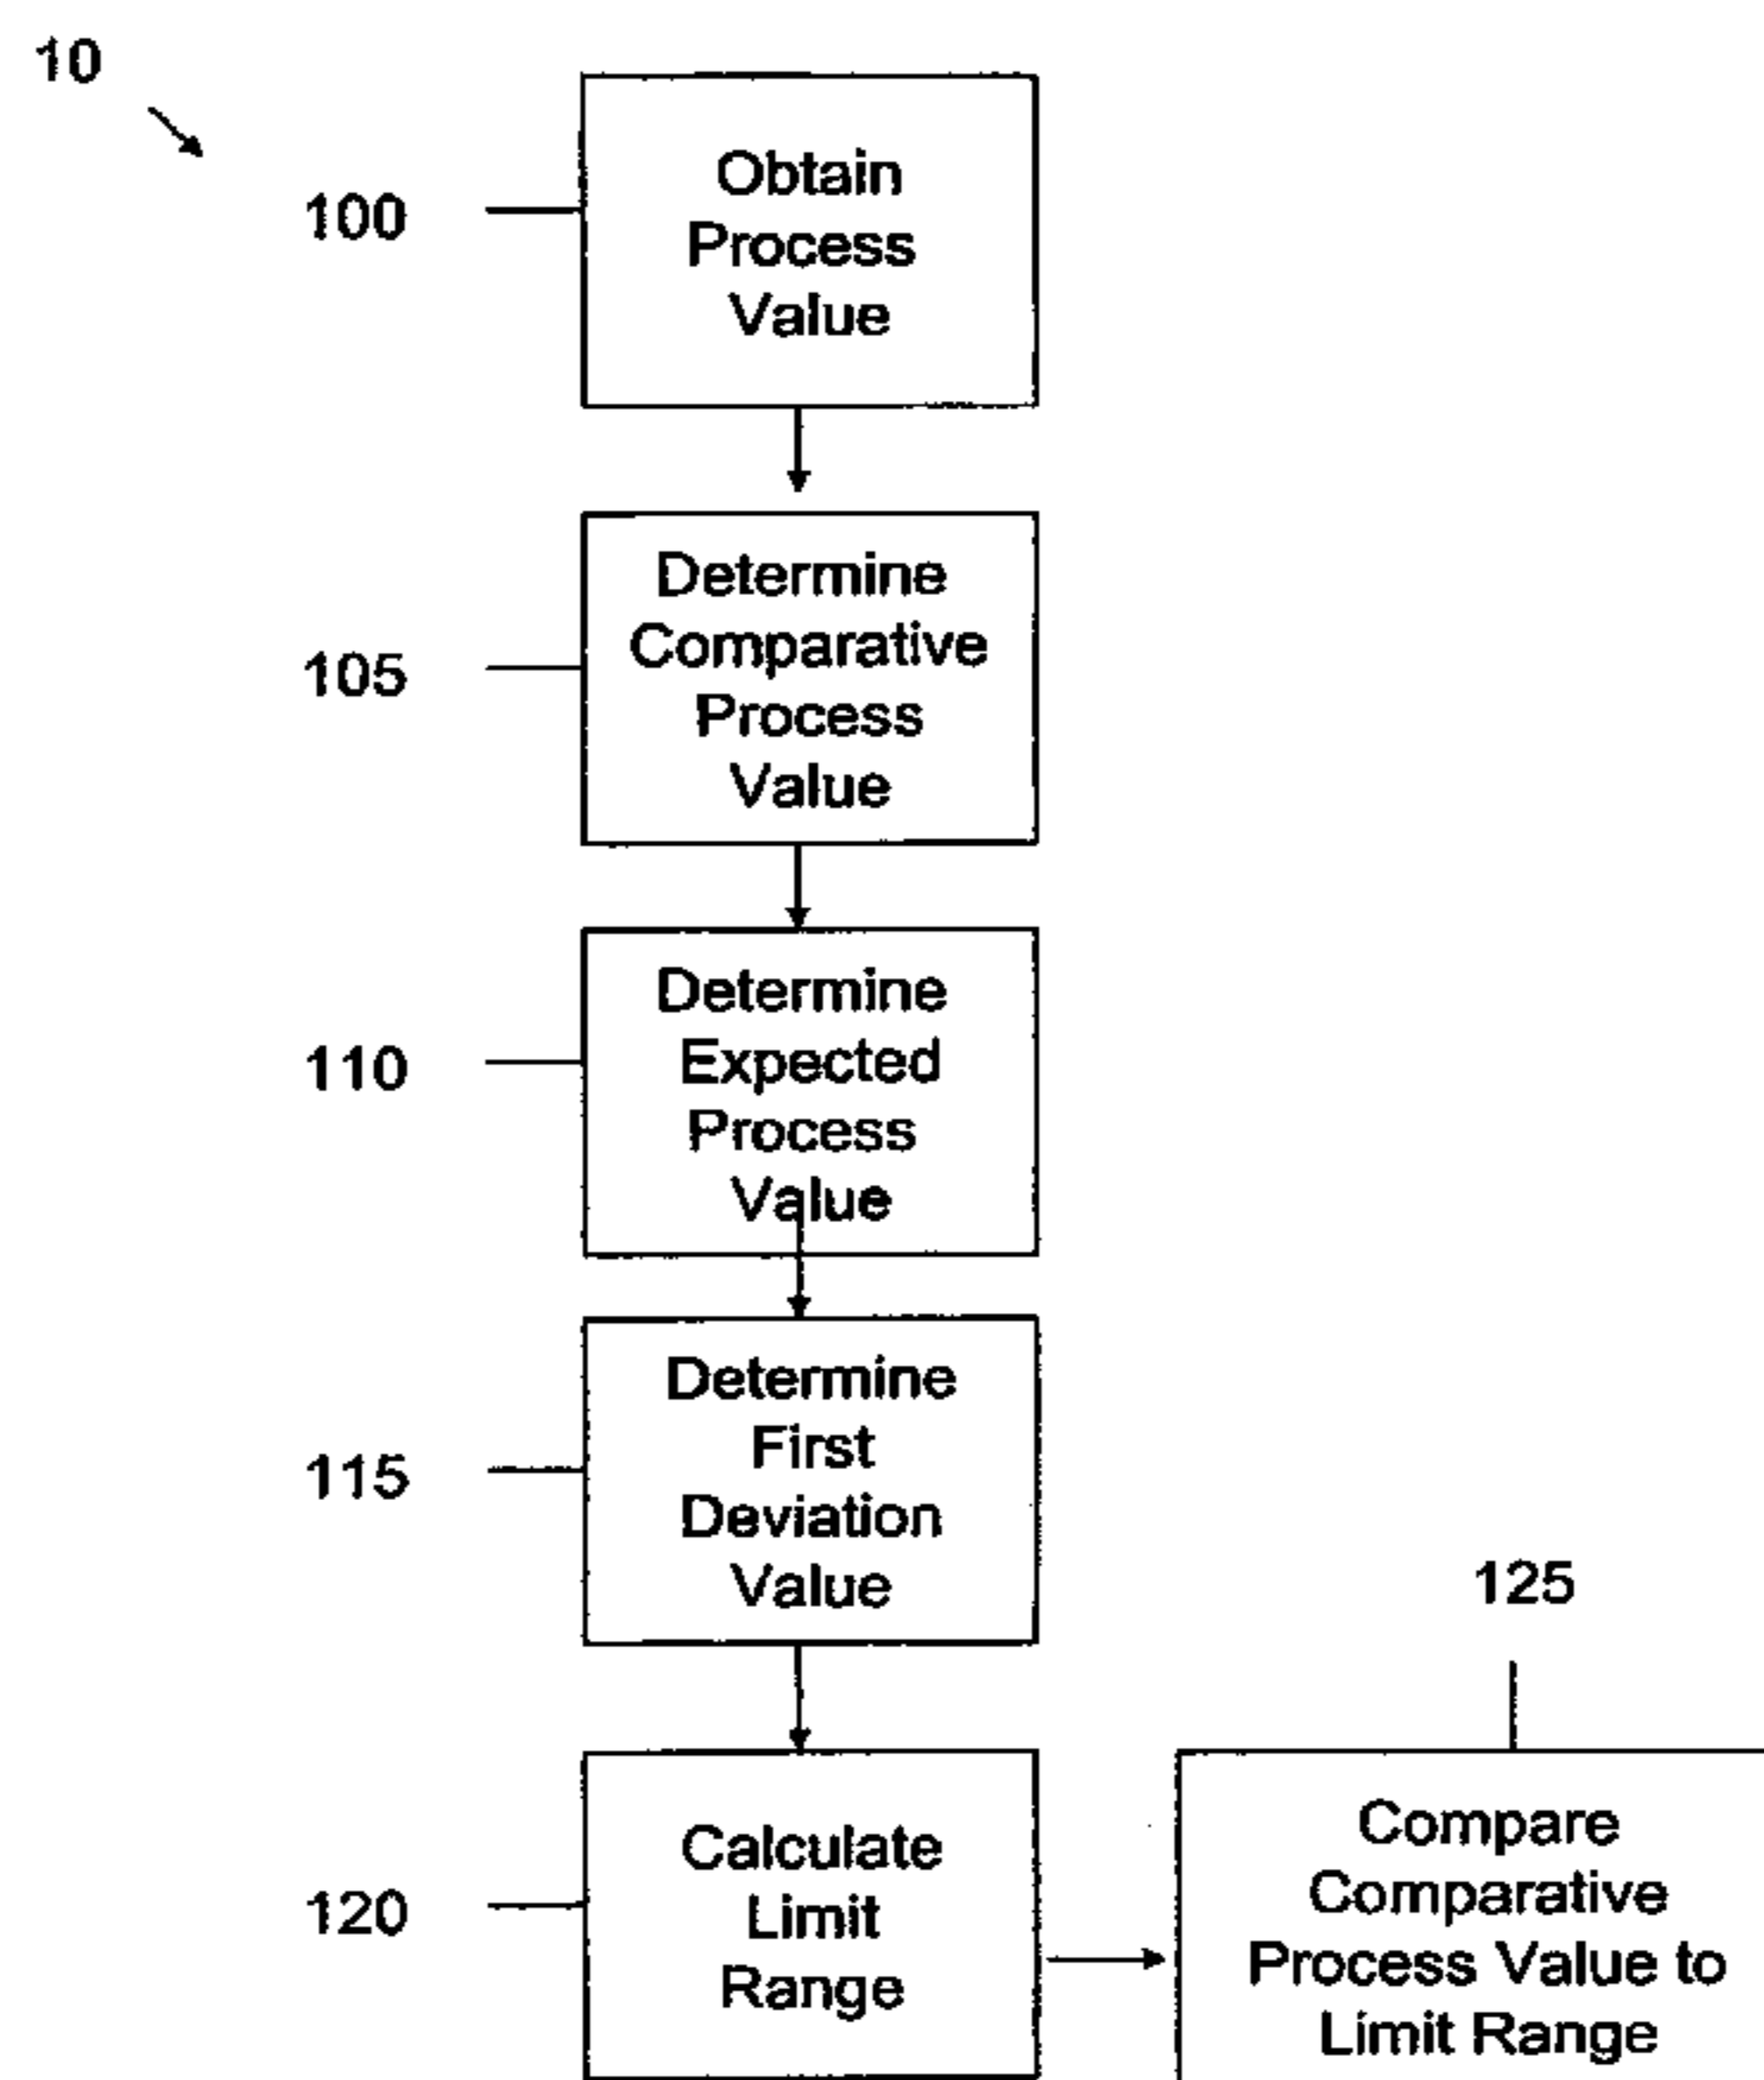 10
100
Obtain
Process
Value
105
Determine
Comparative
Process
Value
110
Determine
Expected
Process
Value
115
Determine
First
Deviation
Value
120
Calculate
Limit
Range
125
Compare
Comparative
Process Value to
Limit Range